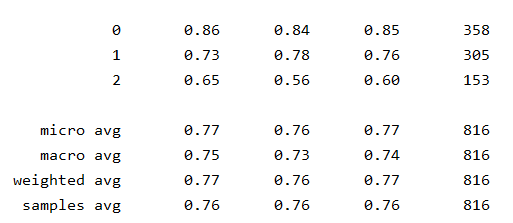 0 0.86 0.84 0.85 358
1 0.73 0.78 0.76 305
2 0.65 0.56 0.60 153
micro avg 0.77 0.76 0.77 816
macro avg 0.75 0.73 0.74 816
weighted avg 0.77 0.76 0.77 816
samples avg 0.76 0.76 0.76 816